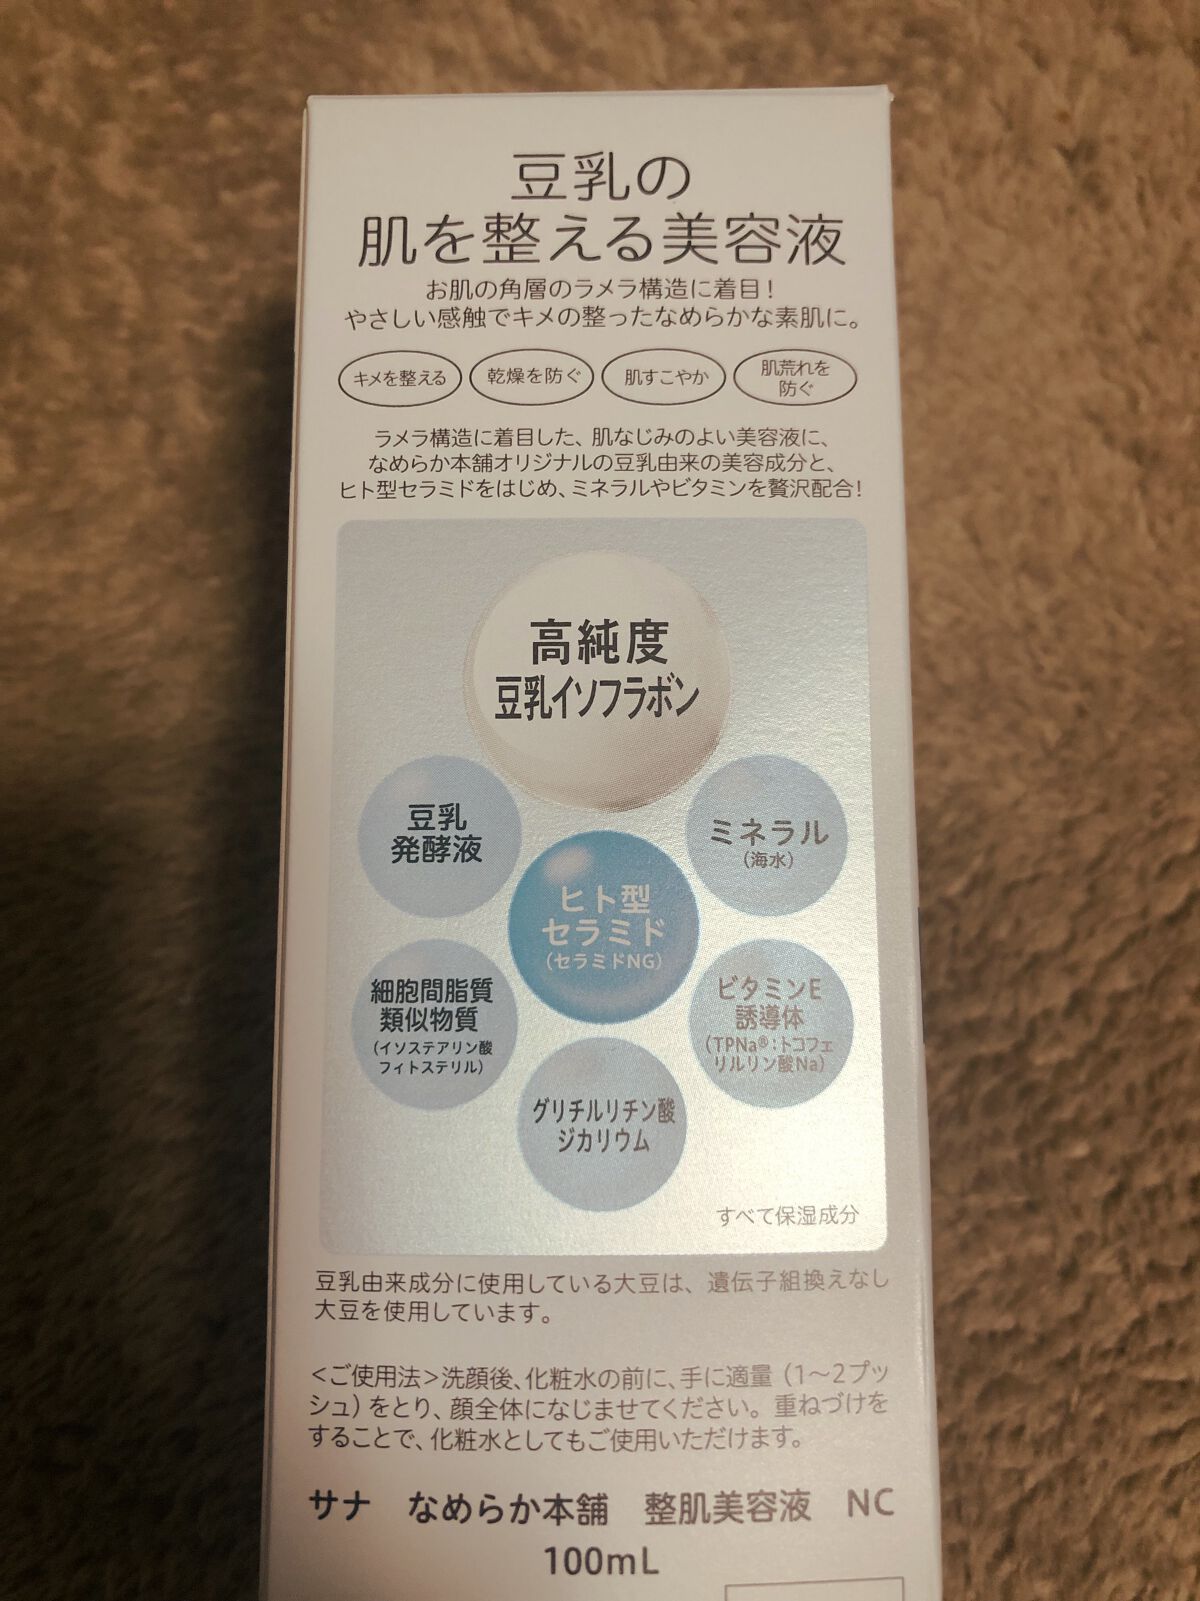 豆乳の
肌を整える美容液
お肌の角層のラメラ構造に着目！
やさしい感触でキメの整ったなめらかな素肌に。
キメを整える 乾燥を防ぐ 肌すこやか 肌荒れを
防ぐ
ラメラ構造に着目した、肌なじみのよい美容液に、
なめらか本舗オリジナルの豆乳由来の美容成分と、
ヒト型セラミドをはじめ、ミネラルやビタミンを贅沢配合！
高純度
豆乳イソフラボン
豆乳
発酵液
ミネラル
（海水）
ヒト型
セラミド
（セラミドNG）
細胞間脂質
類似物質
（イソステアリン酸
フィトステリル）
ビタミンE
誘導体
（TPNa®：トコフェ
リルリン酸Na）
グリチルリチン酸
ジカリウム
すべて保湿成分
豆乳由来成分に使用している大豆は、遺伝子組換えなし
大豆を使用しています。
＜ご使用法＞洗顔後、化粧水の前に、手に適量（1～2プッ
シュ）をとり、顔全体になじませてください。重ねづけを
することで、化粧水としてもご使用いただけます。
サナ なめらか本舗 整肌美容液 NC
100mL